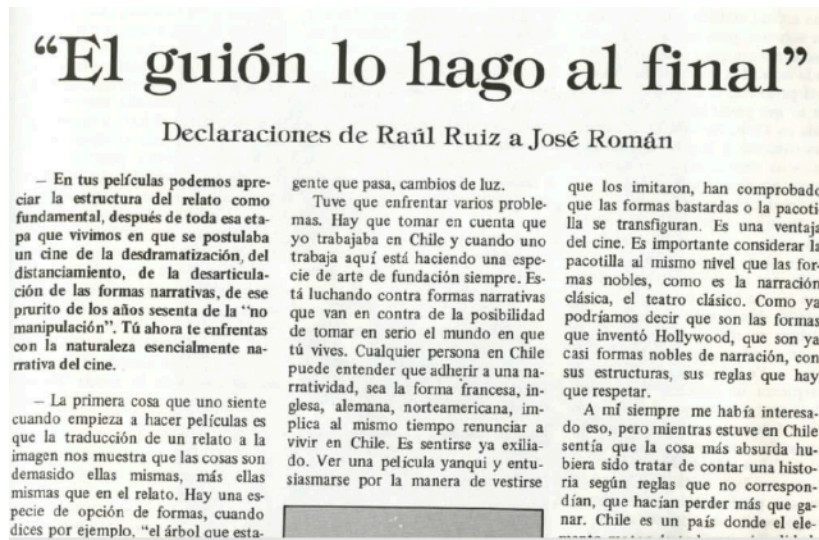 “El guión lo hago al final”
Declaraciones de Raúl Ruiz a José Román
— En tus películas podemos apre-
ciar la estructura del relato como
fundamental, después de toda esa eta-
pa que vivimos en que se postulaba
un cine de la desdramatización, del
distanciamiento, de la desarticula-
ción de las formas narrativas, de ese
prurito de los años sesenta de la “no
manipulación”. Tú ahora te enfrentas
con la naturaleza esencialmente na-
rrativa del cine.
— La primera cosa que uno siente
cuando empieza a hacer películas es
que la traducción de un relato a la
imagen nos muestra que las cosas son
demasido ellas mismas, más ellas
mismas que en el relato. Hay una es-
pecie de opción de formas, cuando
dices por ejemplo, “el árbol que esta-
gente que pasa, cambios de luz.
Tuve que enfrentar varios proble-
mas. Hay que tomar en cuenta que
yo trabajaba en Chile y cuando uno
trabaja aquí está haciendo una espe-
cie de arte de fundación siempre. Es-
tá luchando contra formas narrativas
que van en contra de la posibilidad
de tomar en serio el mundo en que
tú vives. Cualquier persona en Chile
puede entender que adherir a una na-
rratividad, sea la forma francesa, in-
glesa, alemana, norteamericana, im-
plica al mismo tiempo renunciar a
vivir en Chile. Es sentirse ya exilia-
do. Ver una película yanqui y entu-
siasmarse por la manera de vestirse
que los imitaron, han comprobado
que las formas bastardas o la pacoti-
lla se transfiguran. Es una ventaja
del cine. Es importante considerar la
pacotilla al mismo nivel que las for-
mas nobles, como es la narración
clásica, el teatro clásico. Como ya
podríamos decir que son las formas
que inventó Hollywood, que son ya
casi formas nobles de narración, con
sus estructuras, sus reglas que hay
que respetar.
A mí siempre me había interesa-
do eso, pero mientras estuve en Chile
sentía que la cosa más absurda hu-
biera sido tratar de contar una histo-
ria según reglas que no correspon-
dían, que hacían perder más que ga-
nar. Chile es un país donde el ele-